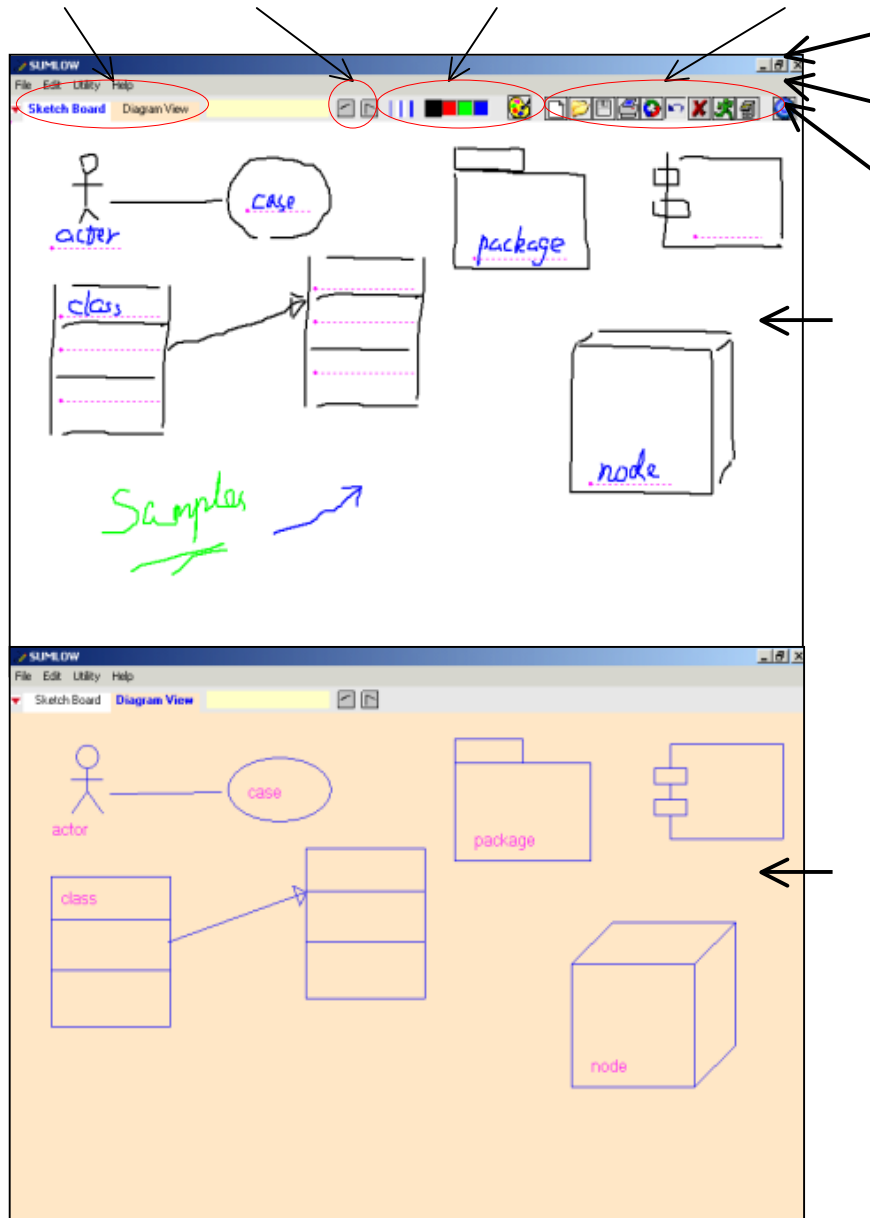 SUMLOW
File Edit Utility Help
Sketch Board Diagram View
case
acter
package
class
node
Samples
SUMLOW
File Edit Utility Help
Sketch Board Diagram View
case
actor
package
class
node